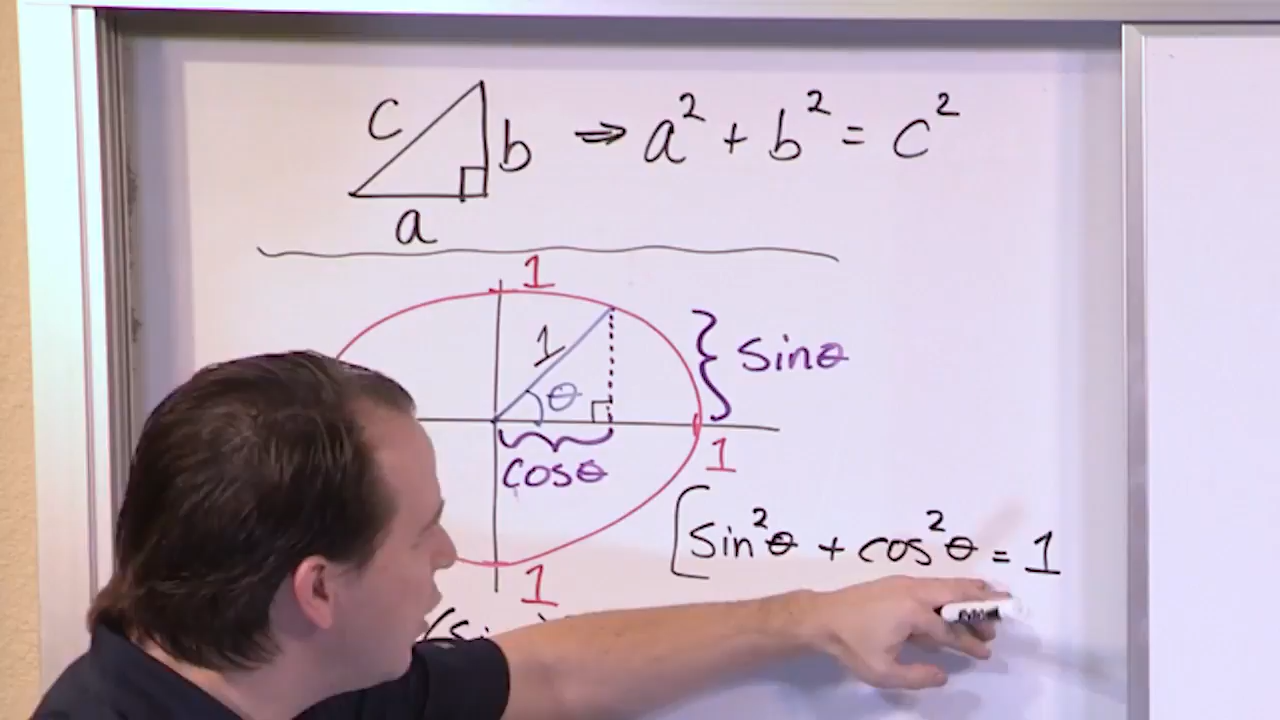 c
b ⇒ a² + b² = c²
a
1
1
θ
sinθ
cosθ
1
sin²θ + cos²θ = 1
1